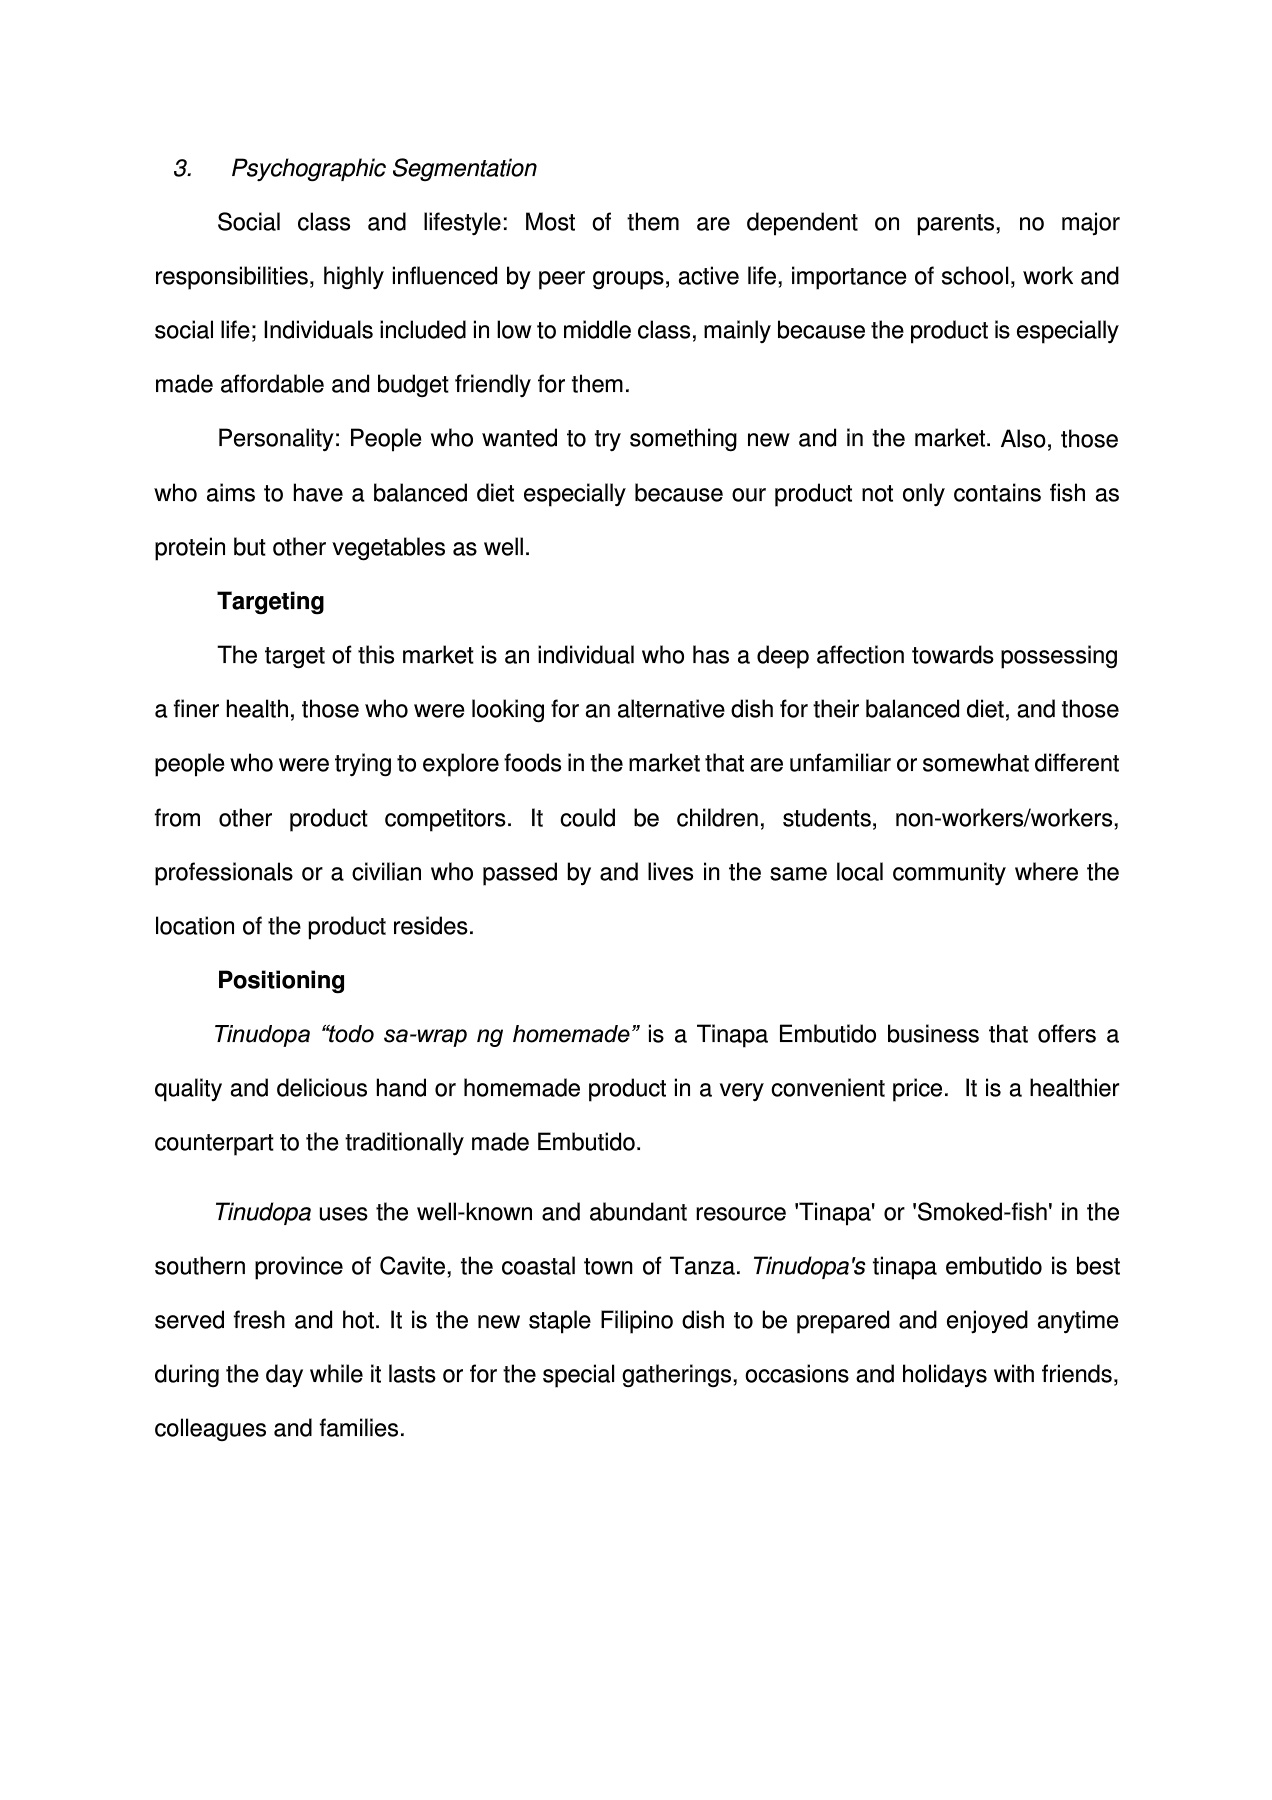 3. Psychographic Segmentation
Social class and lifestyle: Most of them are dependent on parents, no major
responsibilities, highly influenced by peer groups, active life, importance of school, work and
social life; Individuals included in low to middle class, mainly because the product is especially
made affordable and budget friendly for them.
Personality: People who wanted to try something new and in the market. Also, those
who aims to have a balanced diet especially because our product not only contains fish as
protein but other vegetables as well.
Targeting
The target of this market is an individual who has a deep affection towards possessing
a finer health, those who were looking for an alternative dish for their balanced diet, and those
people who were trying to explore foods in the market that are unfamiliar or somewhat different
from other product competitors. It could be children, students, non-workers/workers,
professionals or a civilian who passed by and lives in the same local community where the
location of the product resides.
Positioning
Tinudopa “todo sa-wrap ng homemade” is a Tinapa Embutido business that offers a
quality and delicious hand or homemade product in a very convenient price.  It is a healthier
counterpart to the traditionally made Embutido.
Tinudopa uses the well-known and abundant resource 'Tinapa' or 'Smoked-fish' in the
southern province of Cavite, the coastal town of Tanza. Tinudopa's tinapa embutido is best
served fresh and hot. It is the new staple Filipino dish to be prepared and enjoyed anytime
during the day while it lasts or for the special gatherings, occasions and holidays with friends,
colleagues and families.